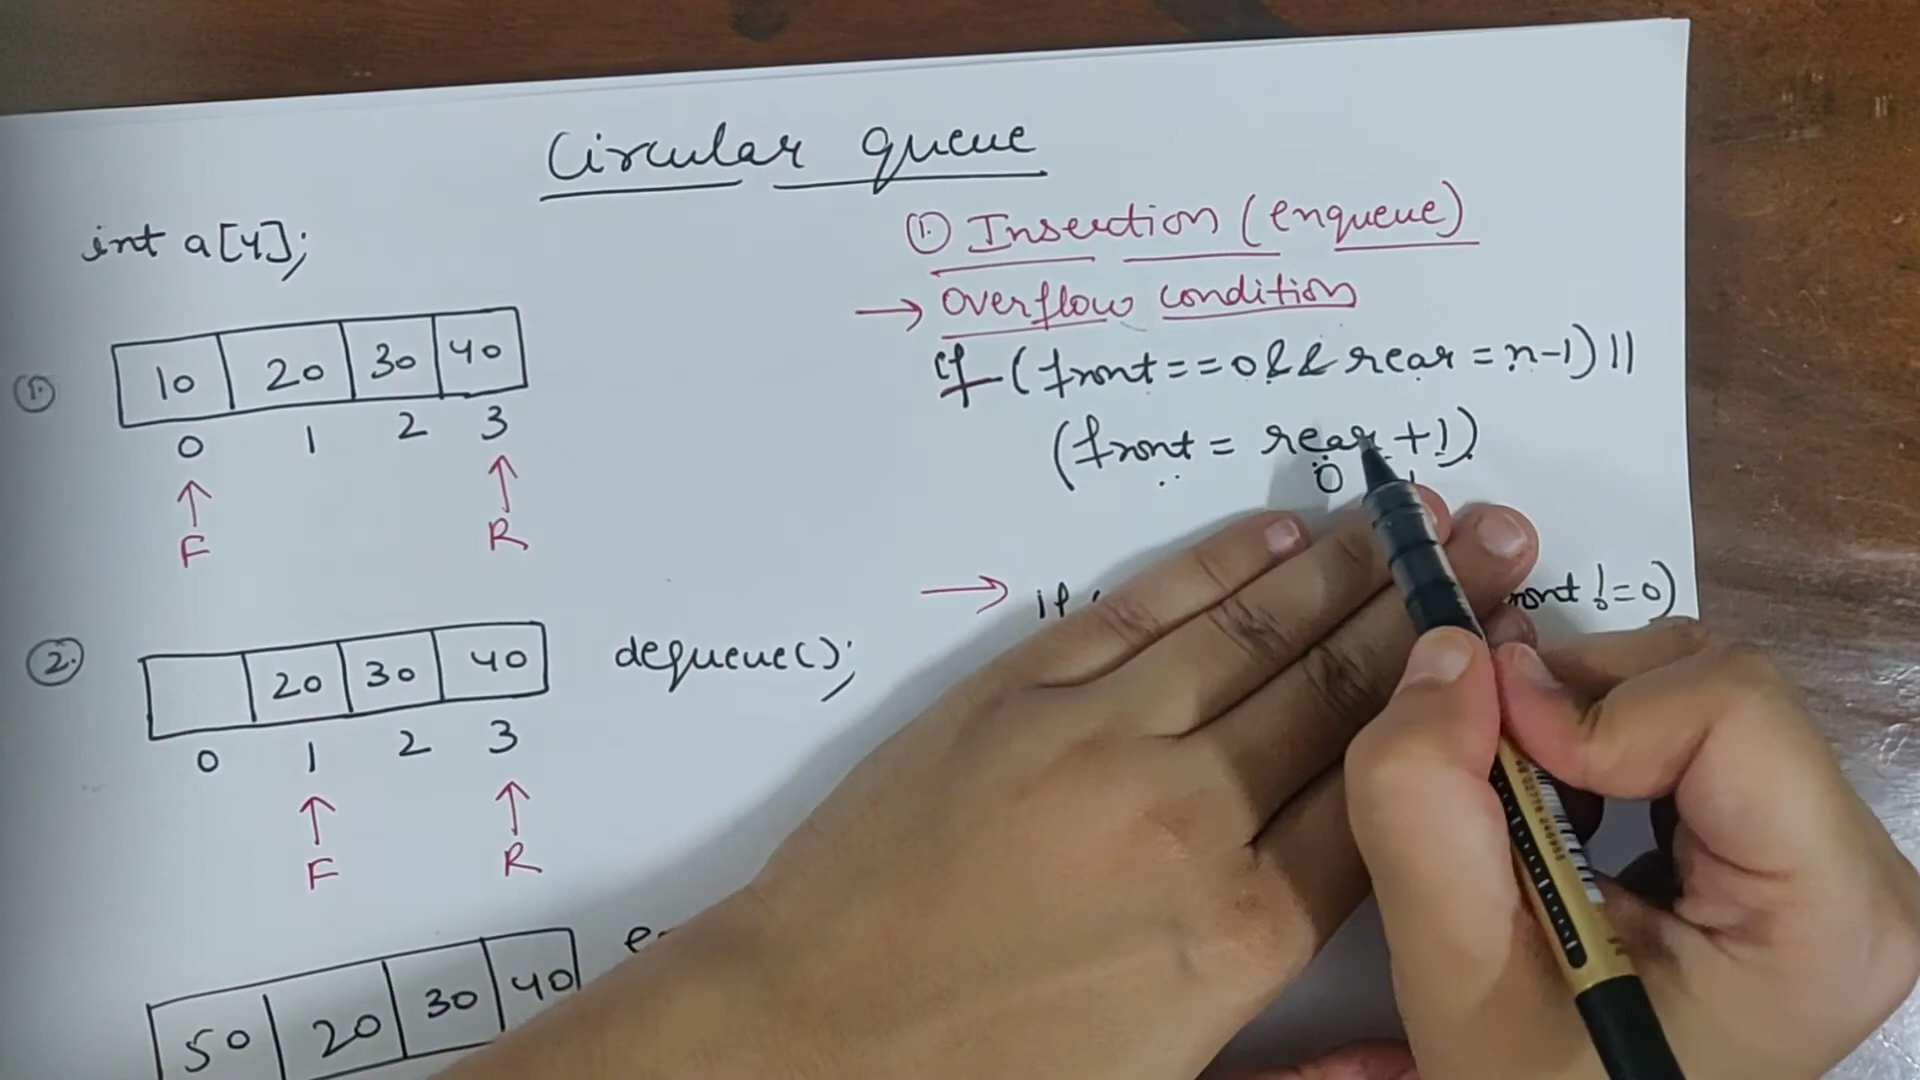 Circular queue
int a[4];
① Insertion (enqueue)
→ Overflow condition
if (front==0&&rear=n-1)||
(front= rear+1)
0
①
10 20 30 40
0 1 2 3
F R
→ if
!=0)
②
20 30 40
dequeue();
0 1 2 3
F R
50 20 30 40